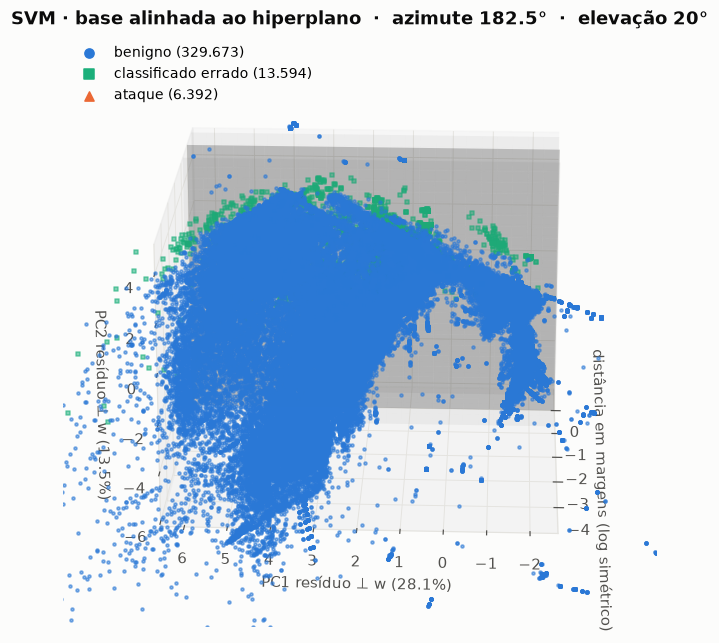 SVM · base alinhada ao hiperplano · azimute 182.5° · elevação 20°
benigno (329.673)
classificado errado (13.594)
ataque (6.392)
4
2
0
−2
−4
−6
PC2 resíduo ⊥ w (13.5%)
6
5
4
3
2
1
0
−1
−2
PC1 resíduo ⊥ w (28.1%)
0
−1
−2
−3
−4
distância em margens (log simétrico)